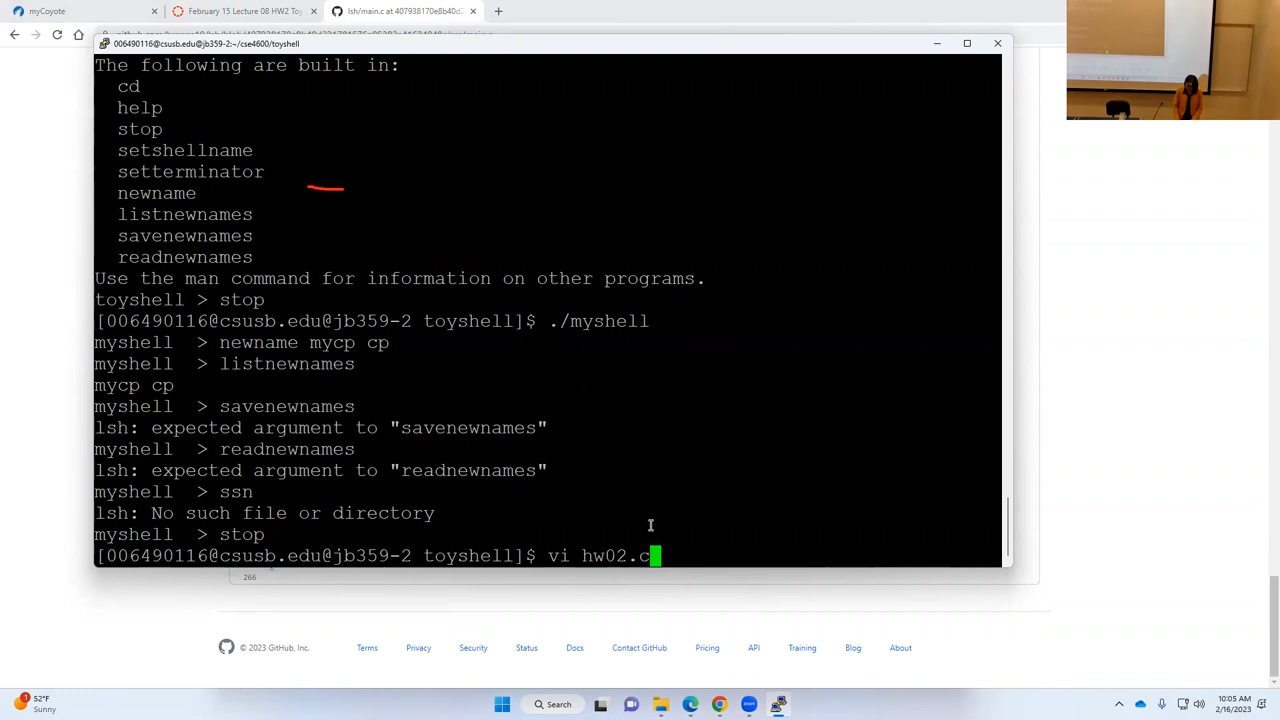 myCoyote
February 15 Lecture 08 HW2 Toy
lsh/main.c at 407938170e8b40d2
006490116@csusb.edu@jb359-2:~/cse4600/toyshell
The following are built in:
cd
help
stop
setshellname
setterminator
newname
listnewnames
savenewnames
readnewnames
Use the man command for information on other programs.
toyshell > stop
[006490116@csusb.edu@jb359-2 toyshell]$ ./myshell
myshell > newname mycp cp
myshell > listnewnames
mycp cp
myshell > savenewnames
lsh: expected argument to "savenewnames"
myshell > readnewnames
lsh: expected argument to "readnewnames"
myshell > ssn
lsh: No such file or directory
myshell > stop
[006490116@csusb.edu@jb359-2 toyshell]$ vi hw02.c
266
© 2023 GitHub, Inc. Terms Privacy Security Status Docs Contact GitHub Pricing API Training Blog About
1
52°F
Sunny
Search
zoom
10:05 AM
2/16/2023